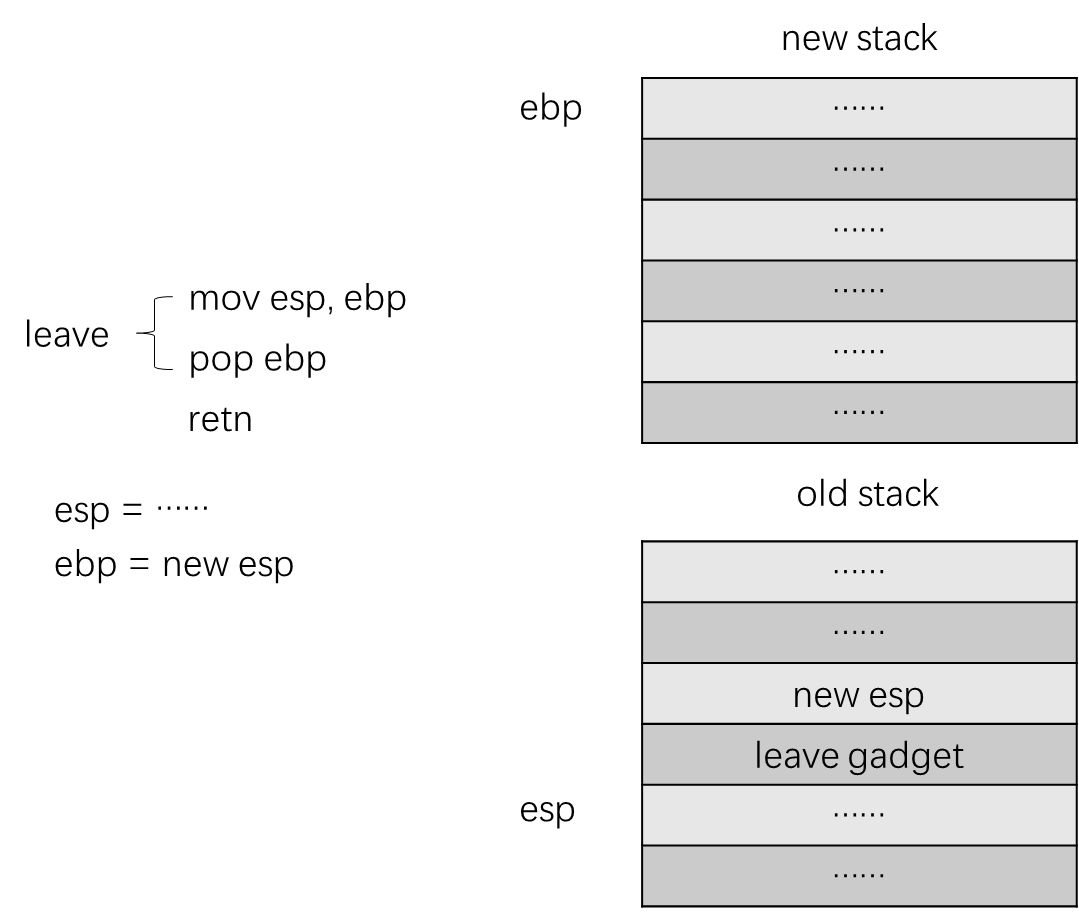 new stack
ebp
……
……
……
……
……
……
leave
mov esp, ebp
pop ebp
retn
esp = ……
ebp = new esp
old stack
……
……
new esp
leave gadget
esp
……
……